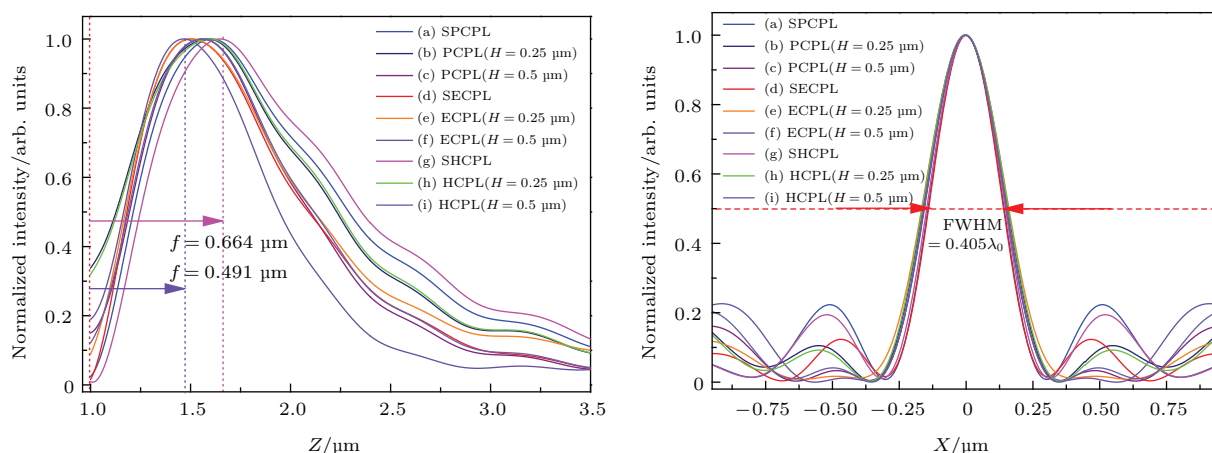 Normalized intensity/arb. units
1.0
0.8
0.6
0.4
0.2
0
(a) SPCPL
(b) PCPL(H = 0.25 µm)
(c) PCPL(H = 0.5 µm)
(d) SECPL
(e) ECPL(H = 0.25 µm)
(f) ECPL(H = 0.5 µm)
(g) SHCPL
(h) HCPL(H = 0.25 µm)
(i) HCPL(H = 0.5 µm)
f = 0.664 µm
f = 0.491 µm
1.0 1.5 2.0 2.5 3.0 3.5
Z/µm
Normalized intensity/arb. units
1.0
0.8
0.6
0.4
0.2
0
(a) SPCPL
(b) PCPL(H = 0.25 µm)
(c) PCPL(H = 0.5 µm)
(d) SECPL
(e) ECPL(H = 0.25 µm)
(f) ECPL(H = 0.5 µm)
(g) SHCPL
(h) HCPL(H = 0.25 µm)
(i) HCPL(H = 0.5 µm)
FWHM
= 0.405λ₀
−0.75 −0.50 −0.25 0 0.25 0.50 0.75
X/µm